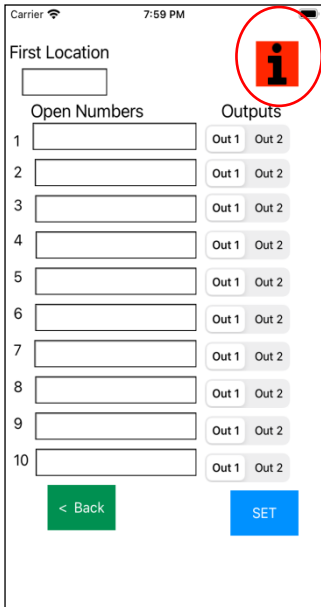 Carrier 7:59 PM
First Location
i
Open Numbers Outputs
1 Out 1 Out 2
2 Out 1 Out 2
3 Out 1 Out 2
4 Out 1 Out 2
5 Out 1 Out 2
6 Out 1 Out 2
7 Out 1 Out 2
8 Out 1 Out 2
9 Out 1 Out 2
10 Out 1 Out 2
< Back SET